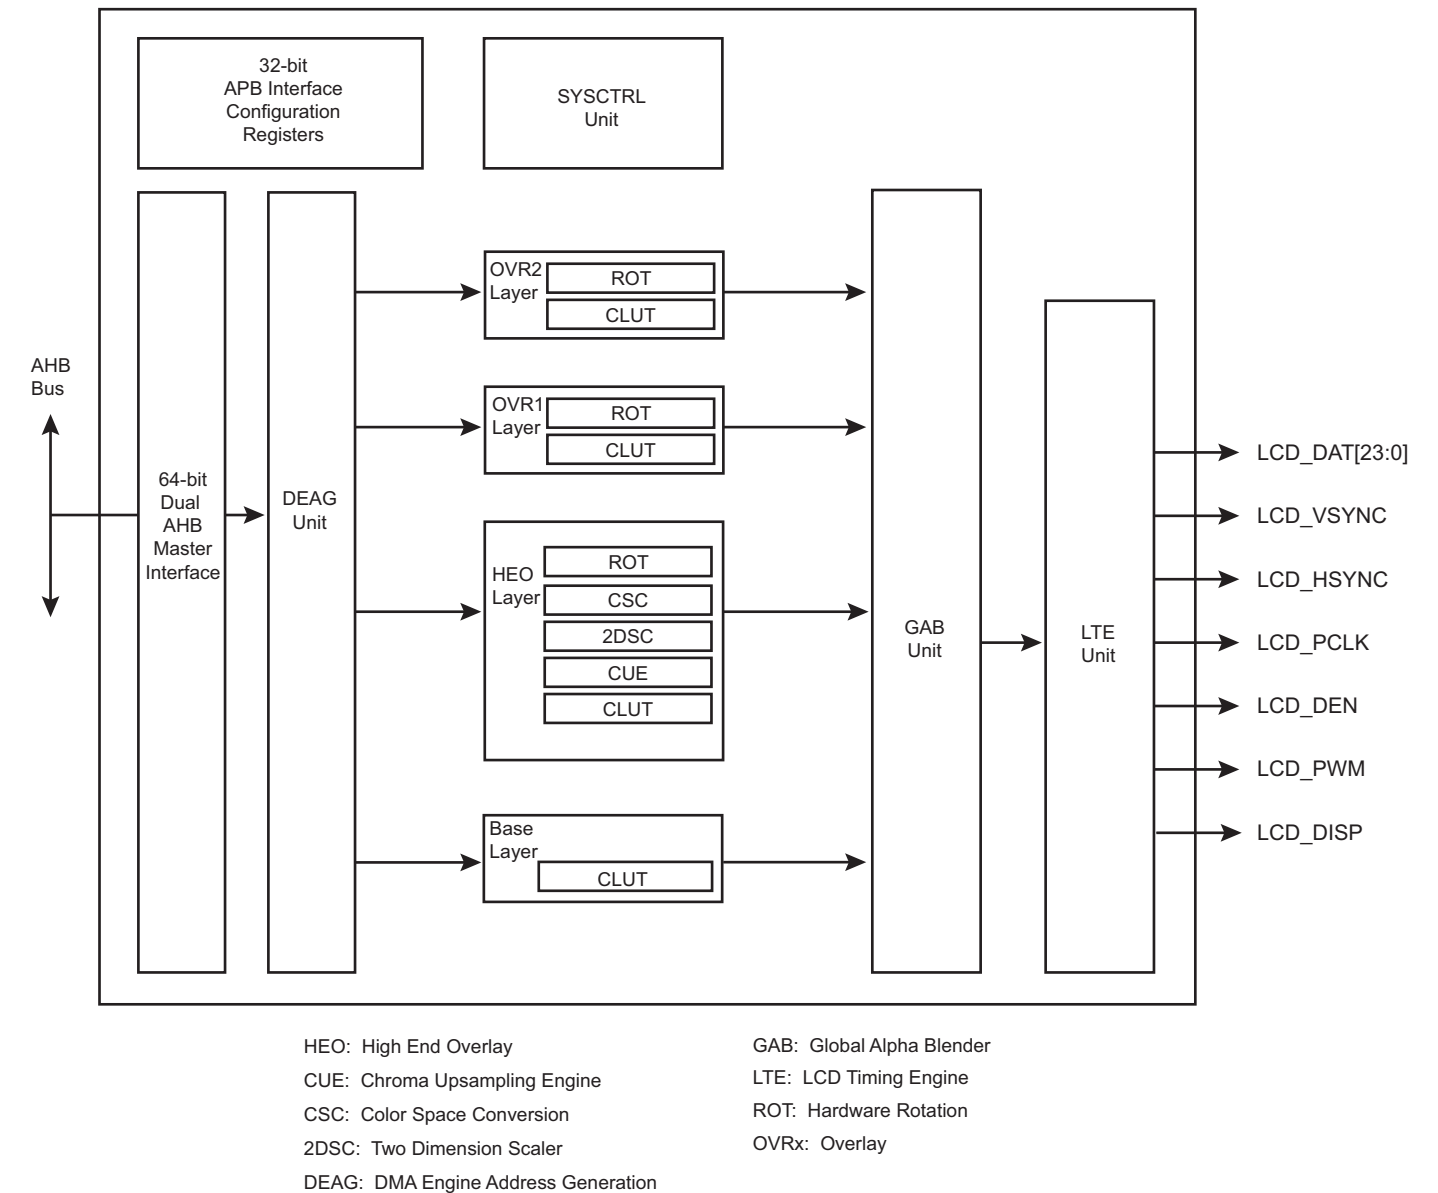 32-bit
APB Interface
Configuration
Registers
SYSCTRL
Unit
AHB
Bus
64-bit
Dual
AHB
Master
Interface
DEAG
Unit
OVR2
Layer
ROT
CLUT
OVR1
Layer
ROT
CLUT
HEO
Layer
ROT
CSC
2DSC
CUE
CLUT
Base
Layer
CLUT
GAB
Unit
LTE
Unit
LCD_DAT[23:0]
LCD_VSYNC
LCD_HSYNC
LCD_PCLK
LCD_DEN
LCD_PWM
LCD_DISP
HEO: High End Overlay
CUE: Chroma Upsampling Engine
CSC: Color Space Conversion
2DSC: Two Dimension Scaler
DEAG: DMA Engine Address Generation
GAB: Global Alpha Blender
LTE: LCD Timing Engine
ROT: Hardware Rotation
OVRx: Overlay